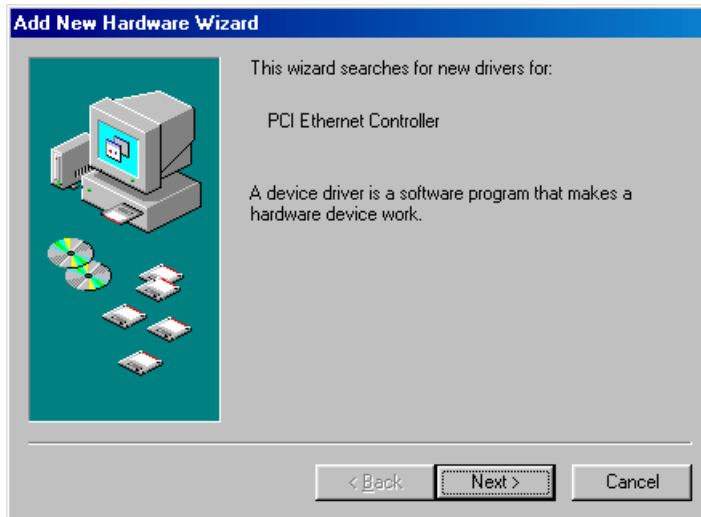 Add New Hardware Wizard
This wizard searches for new drivers for:
PCI Ethernet Controller
A device driver is a software program that makes a
hardware device work.
< Back
Next >
Cancel